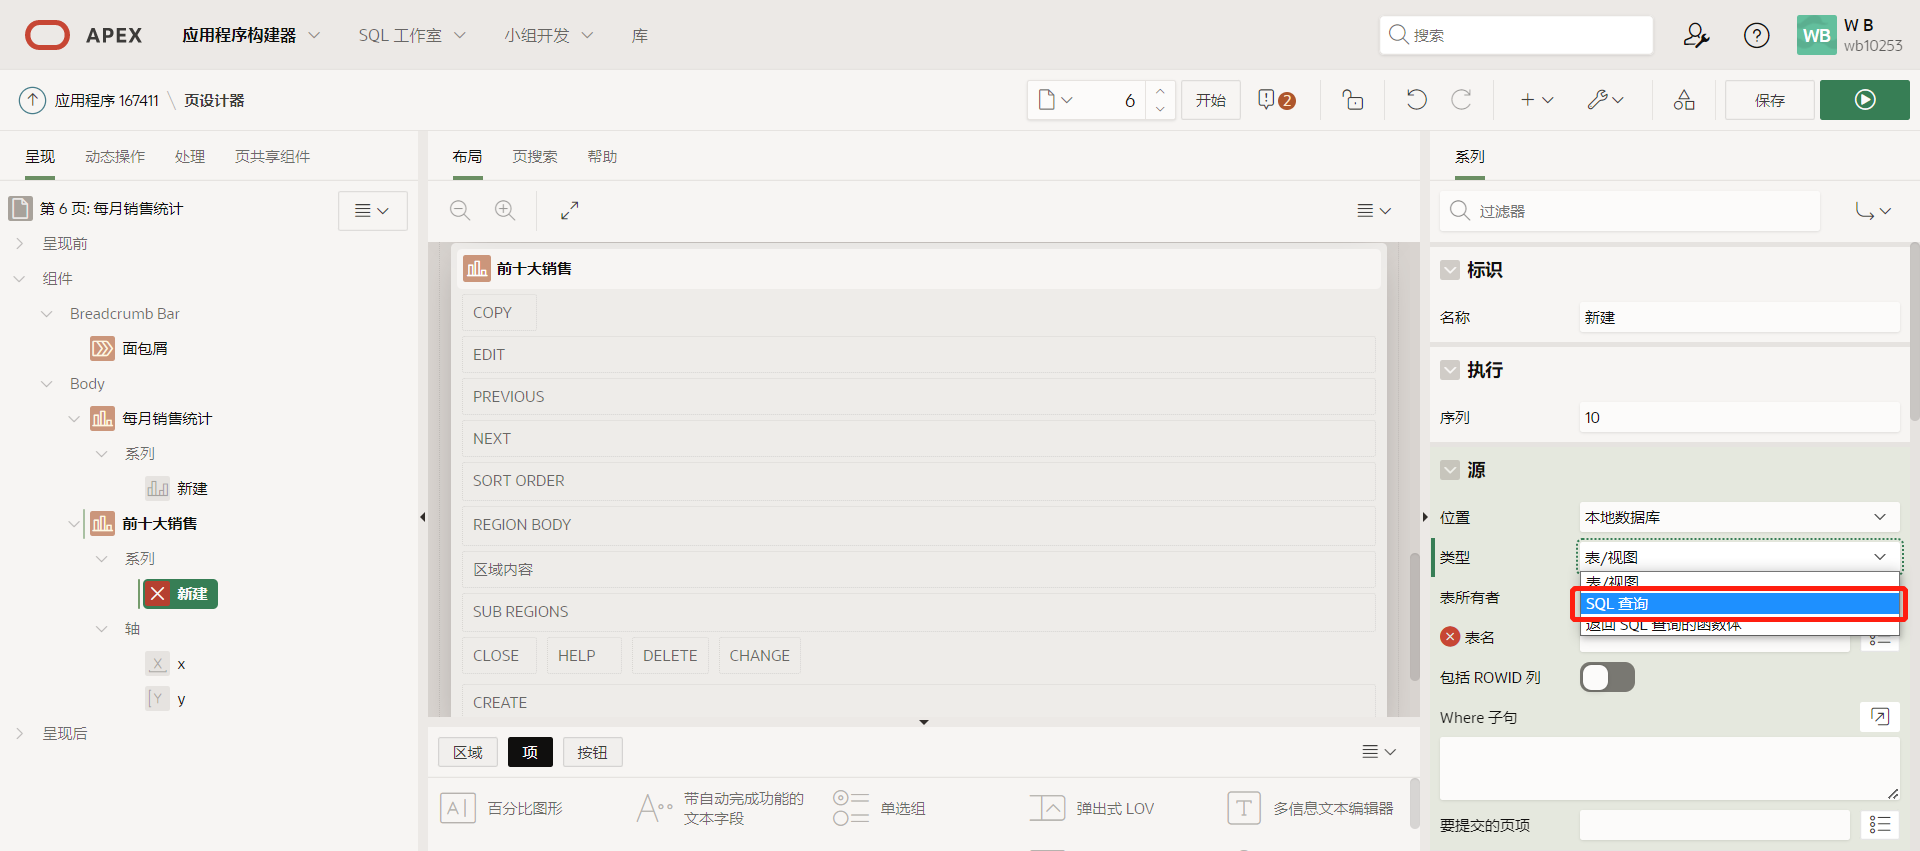 APEX
应用程序构建器
SQL 工作室
小组开发
库
搜索
WB
W B
wb10253
应用程序 167411 \ 页设计器
6
开始
2
保存
呈现
动态操作
处理
页共享组件
第 6 页: 每月销售统计
呈现前
组件
Breadcrumb Bar
面包屑
Body
每月销售统计
系列
新建
前十大销售
系列
新建
轴
X
x
Y
y
呈现后
布局
页搜索
帮助
前十大销售
COPY
EDIT
PREVIOUS
NEXT
SORT ORDER
REGION BODY
区域内容
SUB REGIONS
CLOSE
HELP
DELETE
CHANGE
CREATE
区域
项
按钮
百分比图形
带自动完成功能的
文本字段
单选组
弹出式 LOV
多信息文本编辑器
系列
过滤器
标识
名称
新建
执行
序列
10
源
位置
本地数据库
类型
表/视图
表/视图
表所有者
SQL 查询
返回 SQL 查询的函数体
表名
包括 ROWID 列
Where 子句
要提交的页项